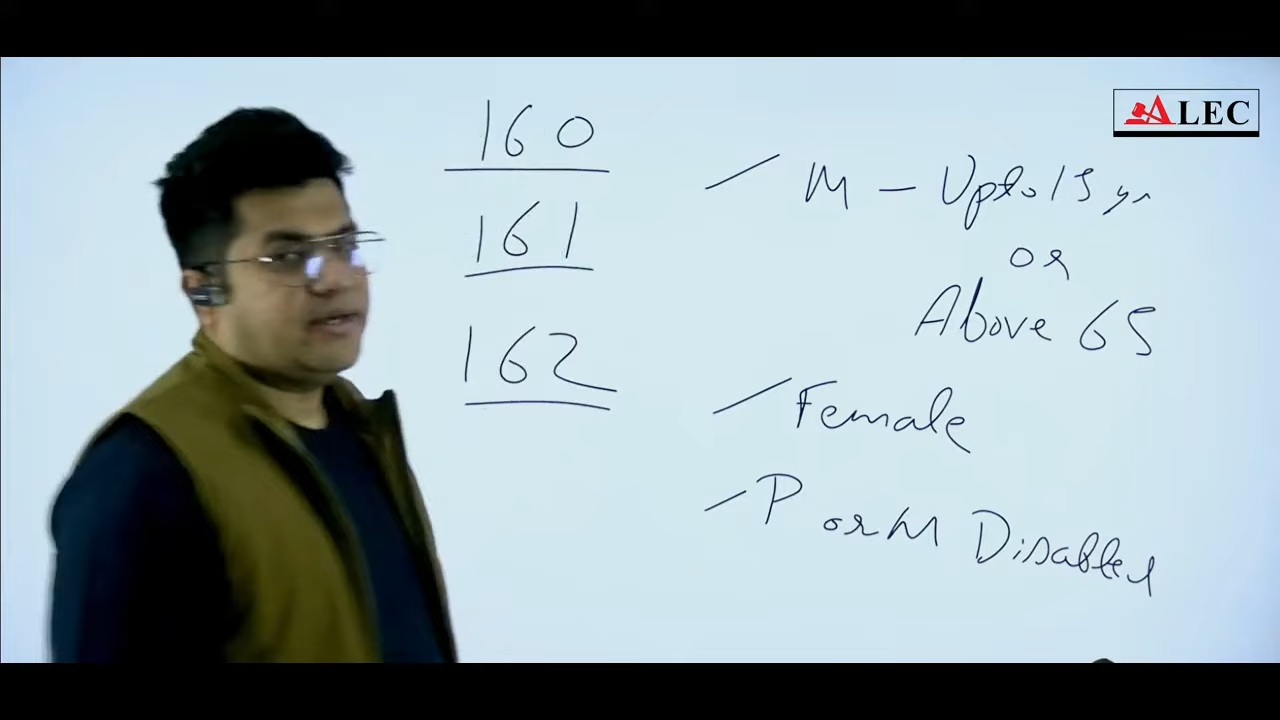 ALEC
160
161
162
M - Upto 15 yr
or
Above 65
Female
P or M Disabled